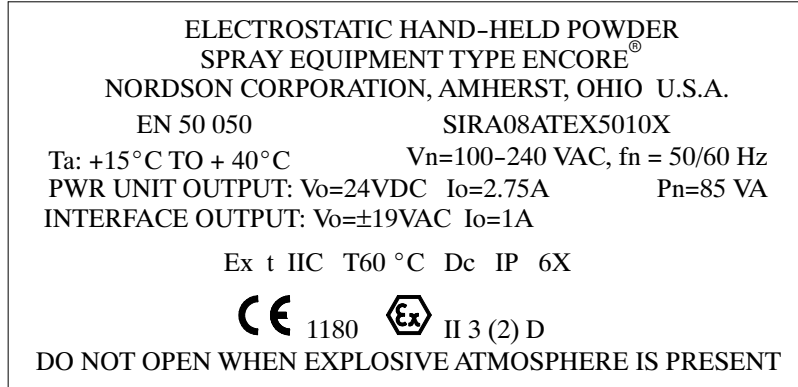 ELECTROSTATIC HAND-HELD POWDER
SPRAY EQUIPMENT TYPE ENCORE®
NORDSON CORPORATION, AMHERST, OHIO U.S.A.
EN 50 050 SIRA08ATEX5010X
Ta: +15°C TO + 40°C Vn=100-240 VAC, fn = 50/60 Hz
PWR UNIT OUTPUT: Vo=24VDC Io=2.75A Pn=85 VA
INTERFACE OUTPUT: Vo=±19VAC Io=1A
Ex t IIC T60 °C Dc IP 6X
CE 1180 Ex II 3 (2) D
DO NOT OPEN WHEN EXPLOSIVE ATMOSPHERE IS PRESENT